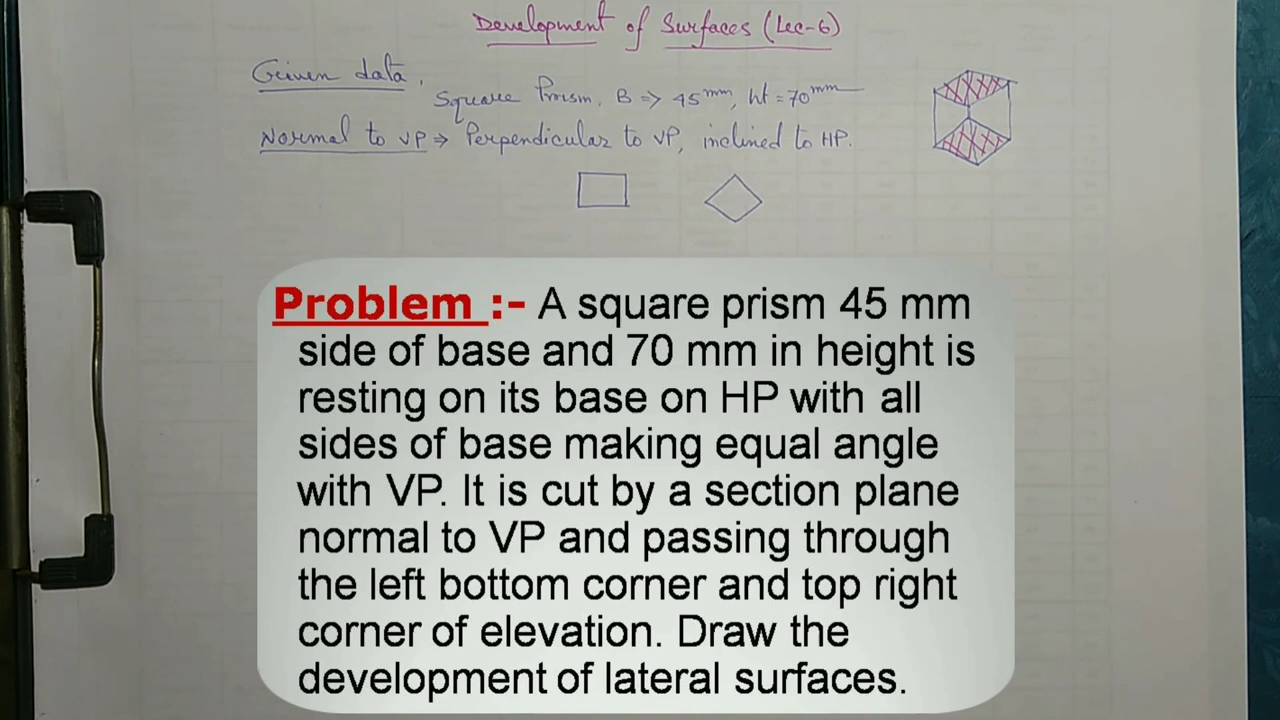 Development of Surfaces (Lec-6)
Given data,
Square Prism, B => 45mm, ht = 70mm
Normal to VP => Perpendicular to VP, inclined to HP.
Problem :- A square prism 45 mm
side of base and 70 mm in height is
resting on its base on HP with all
sides of base making equal angle
with VP. It is cut by a section plane
normal to VP and passing through
the left bottom corner and top right
corner of elevation. Draw the
development of lateral surfaces.